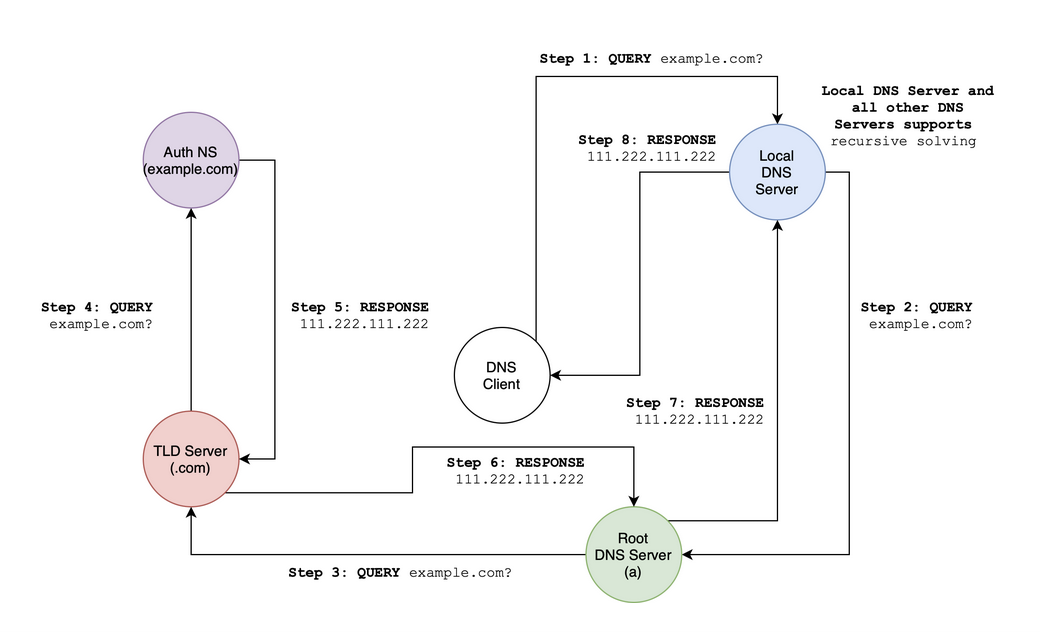 Step 1: QUERY example.com?
Local DNS Server and
all other DNS
Servers supports
recursive solving
Step 8: RESPONSE
111.222.111.222
Local
DNS
Server
Auth NS
(example.com)
Step 4: QUERY
example.com?
Step 5: RESPONSE
111.222.111.222
Step 2: QUERY
example.com?
DNS
Client
Step 7: RESPONSE
111.222.111.222
TLD Server
(.com)
Step 6: RESPONSE
111.222.111.222
Root
DNS Server
(a)
Step 3: QUERY example.com?